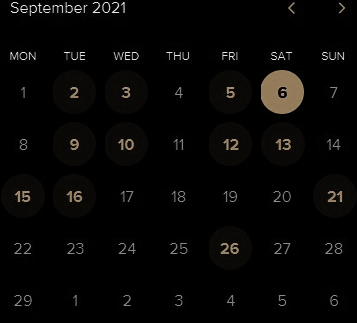 September 2021
MON TUE WED THU FRI SAT SUN
1 2 3 4 5 6 7
8 9 10 11 12 13 14
15 16 17 18 19 20 21
22 23 24 25 26 27 28
29 1 2 3 4 5 6